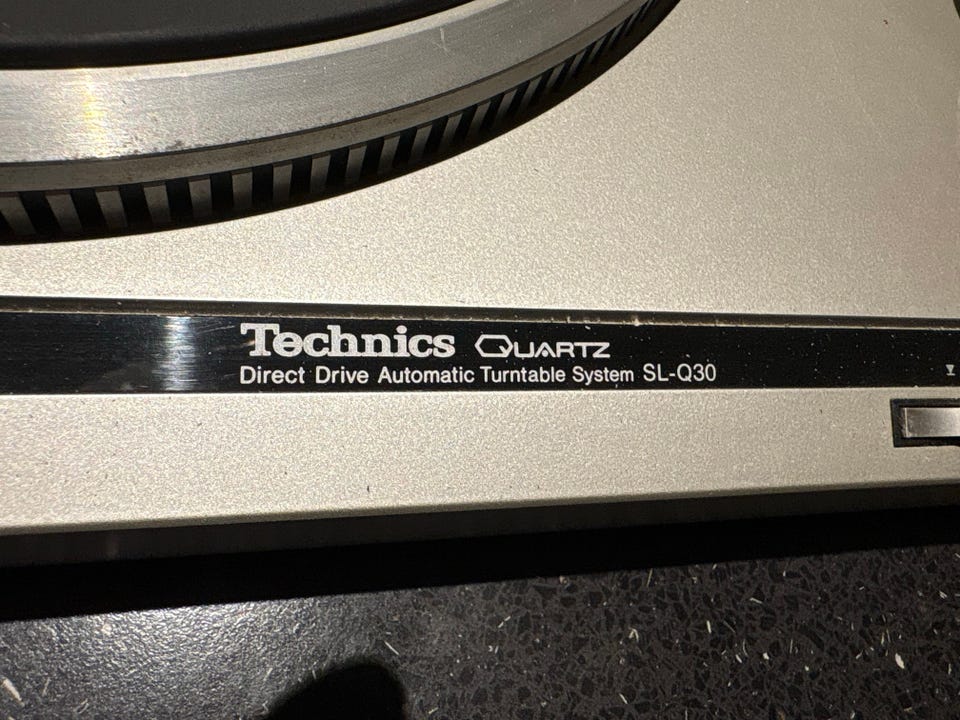 Technics QUARTZ
Direct Drive Automatic Turntable System SL-Q30